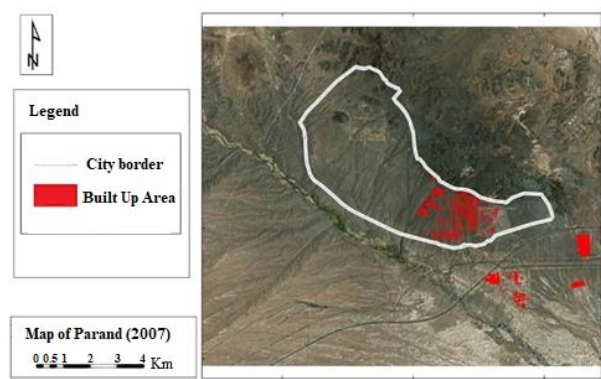 N
Legend
City border
Built Up Area
Map of Parand (2007)
0 0.5 1 2 3 4 Km